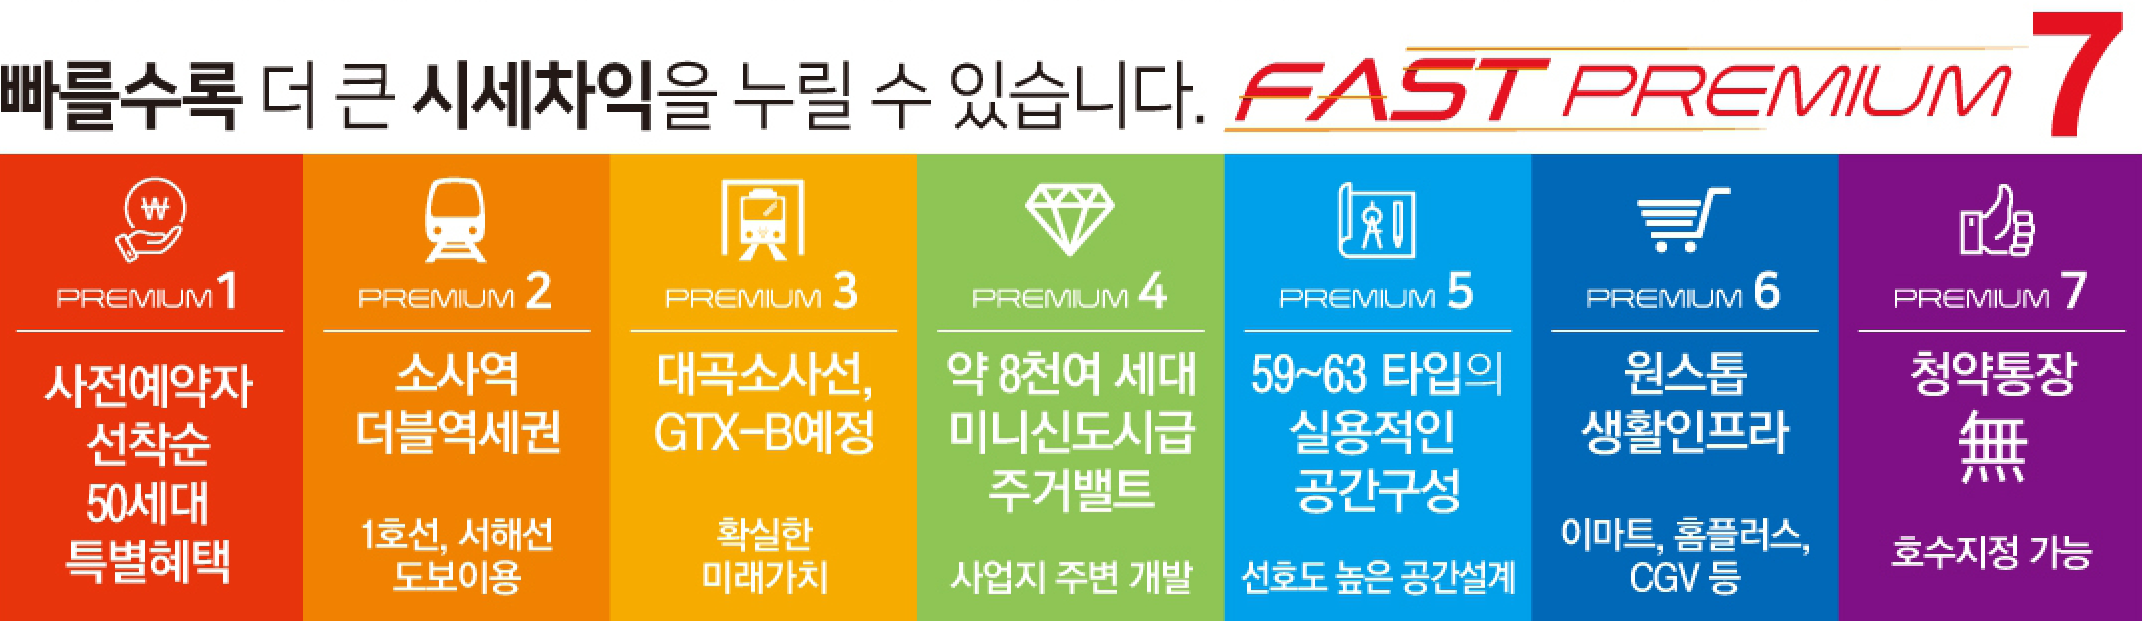 빠를수록 더 큰 시세차익을 누릴 수 있습니다. FAST PREMIUM 7
₩
PREMIUM 1
사전예약자
선착순
50세대
특별혜택
PREMIUM 2
소사역
더블역세권
1호선, 서해선
도보이용
PREMIUM 3
대곡소사선,
GTX-B예정
확실한
미래가치
PREMIUM 4
약 8천여 세대
미니신도시급
주거밸트
사업지 주변 개발
PREMIUM 5
59~63 타입의
실용적인
공간구성
선호도 높은 공간설계
PREMIUM 6
원스톱
생활인프라
이마트, 홈플러스,
CGV 등
PREMIUM 7
청약통장
無
호수지정 가능